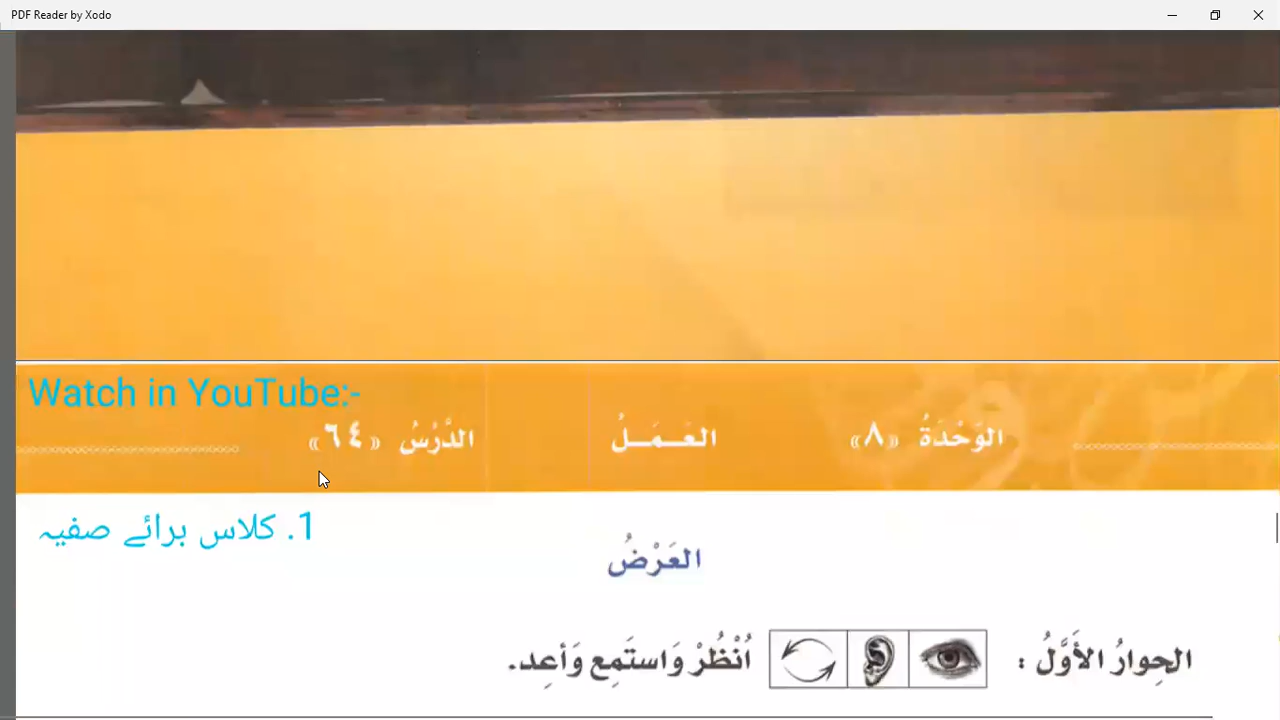 PDF Reader by Xodo
Watch in YouTube:-
الوَحْدَةُ «٨» العَـمَـلُ الدَّرْسُ «٦٤»
1. کلاس برائے صفیہ
العَرْضُ
الحِوارُ الأَوَّلُ : اُنْظُرْ وَاستَمِع وَأعِد.